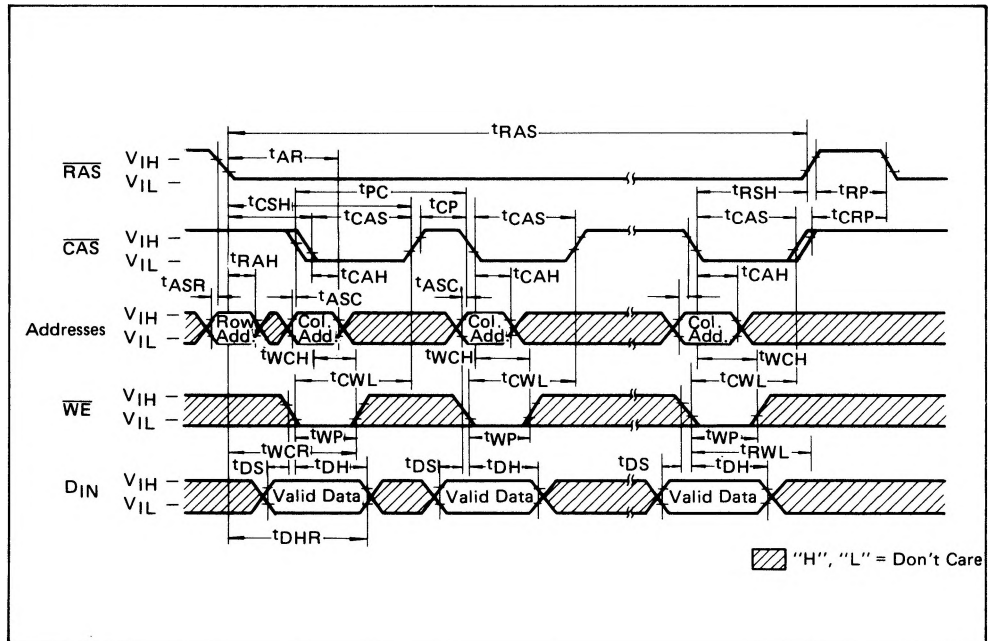 tRAS
tAR
RAS VIH
VIL
tPC
tRSH tRP
tCSH tCAS tCP tCAS tCAS tCRP
CAS VIH
VIL
tRAH tCAH tCAH tCAH
tASR tASC tASC
Addresses VIH
VIL
Row Add. Col. Add. Col. Add. Col. Add.
tWCH tWCH tWCH
tCWL tCWL tCWL
WE VIH
VIL
tWP tWP tWP
tWCR tRWL
tDS tDH tDS tDH tDS tDH
DIN VIH
VIL
Valid Data Valid Data Valid Data
tDHR
"H", "L" = Don't Care